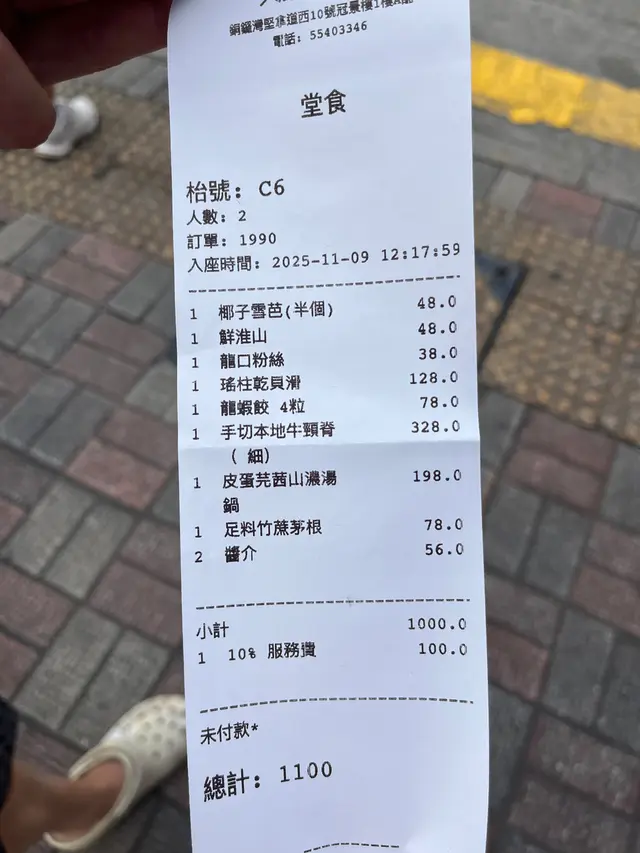 銅鑼灣堅拿道西10號冠景樓1樓A
電話: 55403346
堂食
枱號: C6
人數: 2
訂單: 1990
入座時間: 2025-11-09 12:17:59
1 椰子雪芭(半個) 48.0
1 鮮淮山 48.0
1 龍口粉絲 38.0
1 瑤柱乾貝滑 128.0
1 龍蝦餃 4粒 78.0
1 手切本地牛頸脊 328.0
( 細)
1 皮蛋芫茜山濃湯 198.0
鍋
1 足料竹蔗茅根 78.0
2 醬介 56.0
小計 1000.0
1 10% 服務費 100.0
未付款*
總計: 1100